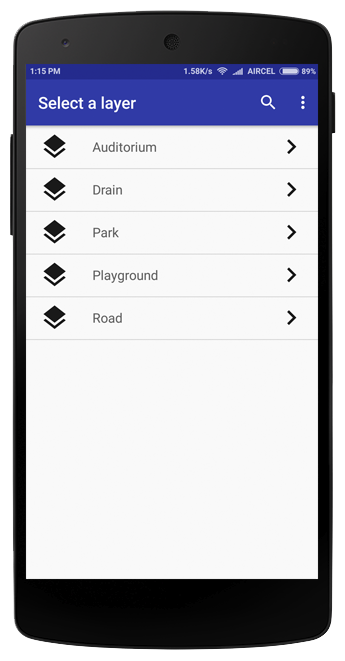 1:15 PM 1.58K/s AIRCEL 89%
Select a layer
Auditorium
Drain
Park
Playground
Road